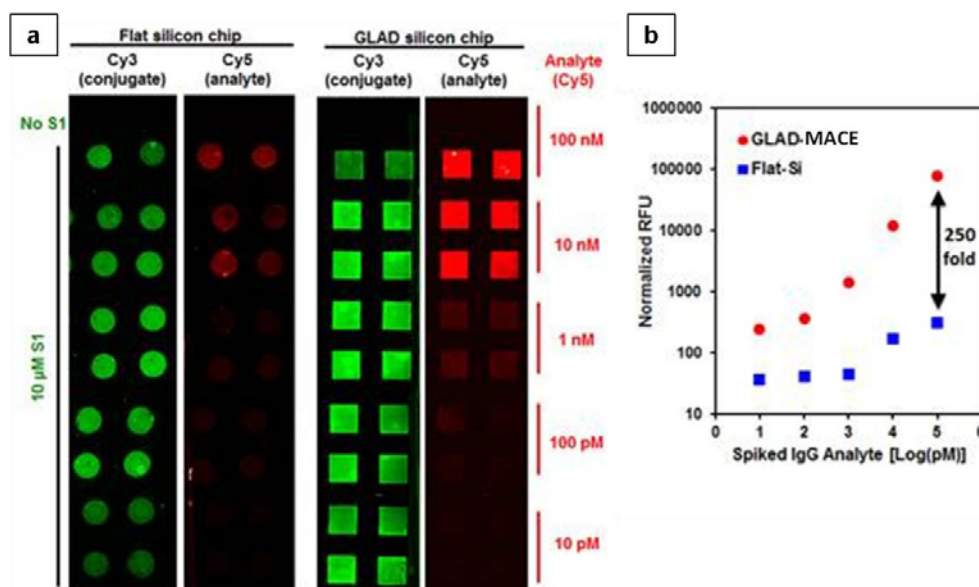 a
Flat silicon chip
GLAD silicon chip
Cy3
(conjugate)
Cy5
(analyte)
Cy3
(conjugate)
Cy5
(analyte)
Analyte
(Cy5)
No S1
10 µM S1
100 nM
10 nM
1 nM
100 pM
10 pM
b
1000000
100000
10000
1000
100
10
Normalized RFU
GLAD-MACE
Flat-Si
250
fold
0 1 2 3 4 5 6
Spiked IgG Analyte [Log(pM)]